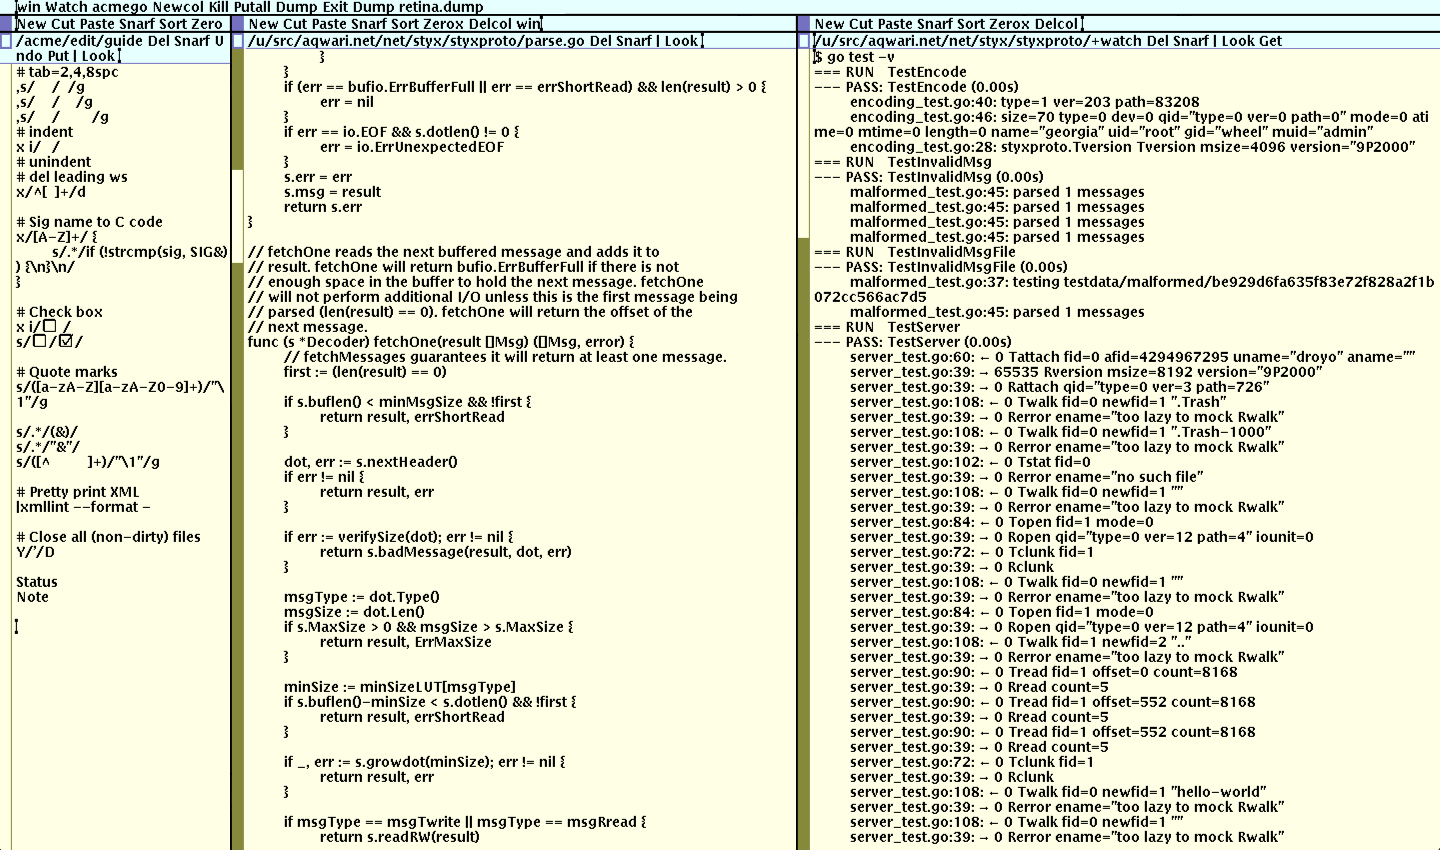 win Watch acmego Newcol Kill Putall Dump Exit Dump retina.dump
New Cut Paste Snarf Sort Zero
/acme/edit/guide Del Snarf U
ndo Put | Look
# tab=2,4,8spc
,s/  /  /g
,s/  /    /g
,s/  /        /g
# indent
x i/  /
# unindent
# del leading ws
x/^[  ]+/d
# Sig name to C code
x/[A-Z]+/ {
s/.*/if (!strcmp(sig, SIG&)
) {\n}\n/
}
# Check box
x i/☐ /
s/☐/☑/
# Quote marks
s/([a-zA-Z][a-zA-Z0-9]+)/"\
1"/g
s/.*/(&)/
s/.*/"&"/
s/([^      ]+)/"\1"/g
# Pretty print XML
|xmllint --format -
# Close all (non-dirty) files
Y/'/D
Status
Note
New Cut Paste Snarf Sort Zerox Delcol win
/u/src/aqwari.net/net/styx/styxproto/parse.go Del Snarf | Look
}
}
if (err == bufio.ErrBufferFull || err == errShortRead) && len(result) > 0 {
err = nil
}
if err == io.EOF && s.dotlen() != 0 {
err = io.ErrUnexpectedEOF
}
s.err = err
s.msg = result
return s.err
}
// fetchOne reads the next buffered message and adds it to
// result. fetchOne will return bufio.ErrBufferFull if there is not
// enough space in the buffer to hold the next message. fetchOne
// will not perform additional I/O unless this is the first message being
// parsed (len(result) == 0). fetchOne will return the offset of the
// next message.
func (s *Decoder) fetchOne(result []Msg) ([]Msg, error) {
// fetchMessages guarantees it will return at least one message.
first := (len(result) == 0)
if s.buflen() < minMsgSize && !first {
return result, errShortRead
}
dot, err := s.nextHeader()
if err != nil {
return result, err
}
if err := verifySize(dot); err != nil {
return s.badMessage(result, dot, err)
}
msgType := dot.Type()
msgSize := dot.Len()
if s.MaxSize > 0 && msgSize > s.MaxSize {
return result, ErrMaxSize
}
minSize := minSizeLUT[msgType]
if s.buflen()-minSize < s.dotlen() && !first {
return result, errShortRead
}
if _, err := s.growdot(minSize); err != nil {
return result, err
}
if msgType == msgTwrite || msgType == msgRread {
return s.readRW(result)
New Cut Paste Snarf Sort Zerox Delcol
/u/src/aqwari.net/net/styx/styxproto/+watch Del Snarf | Look Get
$ go test -v
=== RUN   TestEncode
--- PASS: TestEncode (0.00s)
encoding_test.go:40: type=1 ver=203 path=83208
encoding_test.go:46: size=70 type=0 dev=0 qid="type=0 ver=0 path=0" mode=0 ati
me=0 mtime=0 length=0 name="georgia" uid="root" gid="wheel" muid="admin"
encoding_test.go:28: styxproto.Tversion Tversion msize=4096 version="9P2000"
=== RUN   TestInvalidMsg
--- PASS: TestInvalidMsg (0.00s)
malformed_test.go:45: parsed 1 messages
malformed_test.go:45: parsed 1 messages
malformed_test.go:45: parsed 1 messages
malformed_test.go:45: parsed 1 messages
=== RUN   TestInvalidMsgFile
--- PASS: TestInvalidMsgFile (0.00s)
malformed_test.go:37: testing testdata/malformed/be929d6fa635f83e72f828a2f1b
072cc566ac7d5
malformed_test.go:45: parsed 1 messages
=== RUN   TestServer
--- PASS: TestServer (0.00s)
server_test.go:60: ← 0 Tattach fid=0 afid=4294967295 uname="droyo" aname=""
server_test.go:39: → 65535 Rversion msize=8192 version="9P2000"
server_test.go:39: → 0 Rattach qid="type=0 ver=3 path=726"
server_test.go:108: ← 0 Twalk fid=0 newfid=1 ".Trash"
server_test.go:39: → 0 Rerror ename="too lazy to mock Rwalk"
server_test.go:108: ← 0 Twalk fid=0 newfid=1 ".Trash-1000"
server_test.go:39: → 0 Rerror ename="too lazy to mock Rwalk"
server_test.go:102: ← 0 Tstat fid=0
server_test.go:39: → 0 Rerror ename="no such file"
server_test.go:108: ← 0 Twalk fid=0 newfid=1 ""
server_test.go:39: → 0 Rerror ename="too lazy to mock Rwalk"
server_test.go:84: ← 0 Topen fid=1 mode=0
server_test.go:39: → 0 Ropen qid="type=0 ver=12 path=4" iounit=0
server_test.go:72: ← 0 Tclunk fid=1
server_test.go:39: → 0 Rclunk
server_test.go:108: ← 0 Twalk fid=0 newfid=1 ""
server_test.go:39: → 0 Rerror ename="too lazy to mock Rwalk"
server_test.go:84: ← 0 Topen fid=1 mode=0
server_test.go:39: → 0 Ropen qid="type=0 ver=12 path=4" iounit=0
server_test.go:108: ← 0 Twalk fid=1 newfid=2 ".."
server_test.go:39: → 0 Rerror ename="too lazy to mock Rwalk"
server_test.go:90: ← 0 Tread fid=1 offset=0 count=8168
server_test.go:39: → 0 Rread count=5
server_test.go:90: ← 0 Tread fid=1 offset=552 count=8168
server_test.go:39: → 0 Rread count=5
server_test.go:90: ← 0 Tread fid=1 offset=552 count=8168
server_test.go:39: → 0 Rread count=5
server_test.go:72: ← 0 Tclunk fid=1
server_test.go:39: → 0 Rclunk
server_test.go:108: ← 0 Twalk fid=0 newfid=1 "hello-world"
server_test.go:39: → 0 Rerror ename="too lazy to mock Rwalk"
server_test.go:108: ← 0 Twalk fid=0 newfid=1 ""
server_test.go:39: → 0 Rerror ename="too lazy to mock Rwalk"